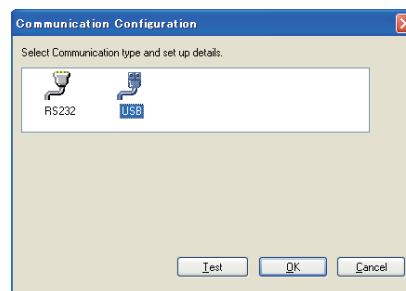 Communication Configuration
Select Communication type and set up details.
RS232 USB
Test OK Cancel